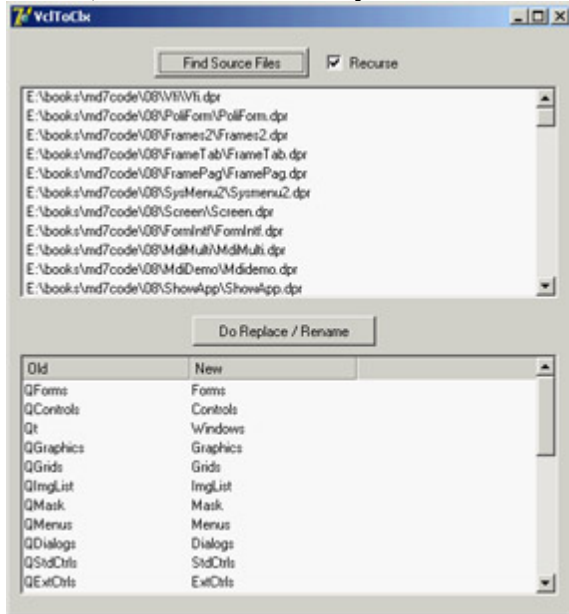 VclToClx
Find Source Files Recurse
E:\books\md7code\08\Vfi\Vfi.dpr
E:\books\md7code\08\PoliForm\PoliForm.dpr
E:\books\md7code\08\Frames2\Frames2.dpr
E:\books\md7code\08\FrameTab\FrameTab.dpr
E:\books\md7code\08\FramePag\FramePag.dpr
E:\books\md7code\08\SysMenu2\Sysmenu2.dpr
E:\books\md7code\08\Screen\Screen.dpr
E:\books\md7code\08\FormIntf\FormIntf.dpr
E:\books\md7code\08\MdiMulti\MdiMulti.dpr
E:\books\md7code\08\MdiDemo\Mdidemo.dpr
E:\books\md7code\08\ShowApp\ShowApp.dpr
Do Replace / Rename
Old New
QForms Forms
QControls Controls
Qt Windows
QGraphics Graphics
QGrids Grids
QImgList ImgList
QMask Mask
QMenus Menus
QDialogs Dialogs
QStdCtrls StdCtrls
QExtCtrls ExtCtrls